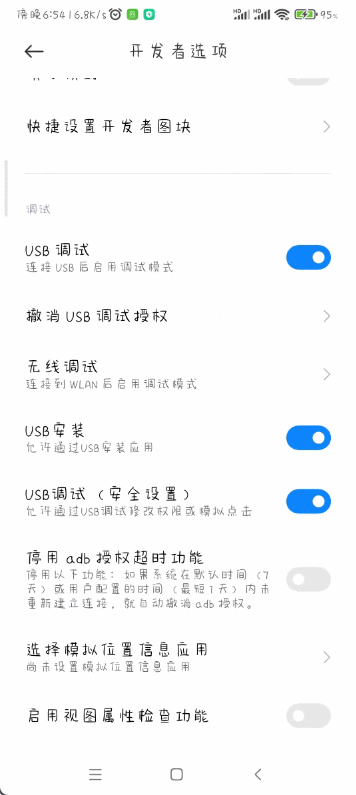 傍晚6:54 | 6.8K/s
HD HD 95%
开发者选项
快捷设置开发者图块
调试
USB 调试
连接 USB 后启用调试模式
撤消 USB 调试授权
无线调试
连接到 WLAN 后启用调试模式
USB安装
允许通过USB安装应用
USB调试（安全设置）
允许通过USB调试修改权限或模拟点击
停用 adb 授权超时功能
停用以下功能：如果系统在默认时间（7
天）或用户配置的时间（最短1天）内未
重新建立连接，就自动撤消 adb 授权。
选择模拟位置信息应用
尚未设置模拟位置信息应用
启用视图属性检查功能